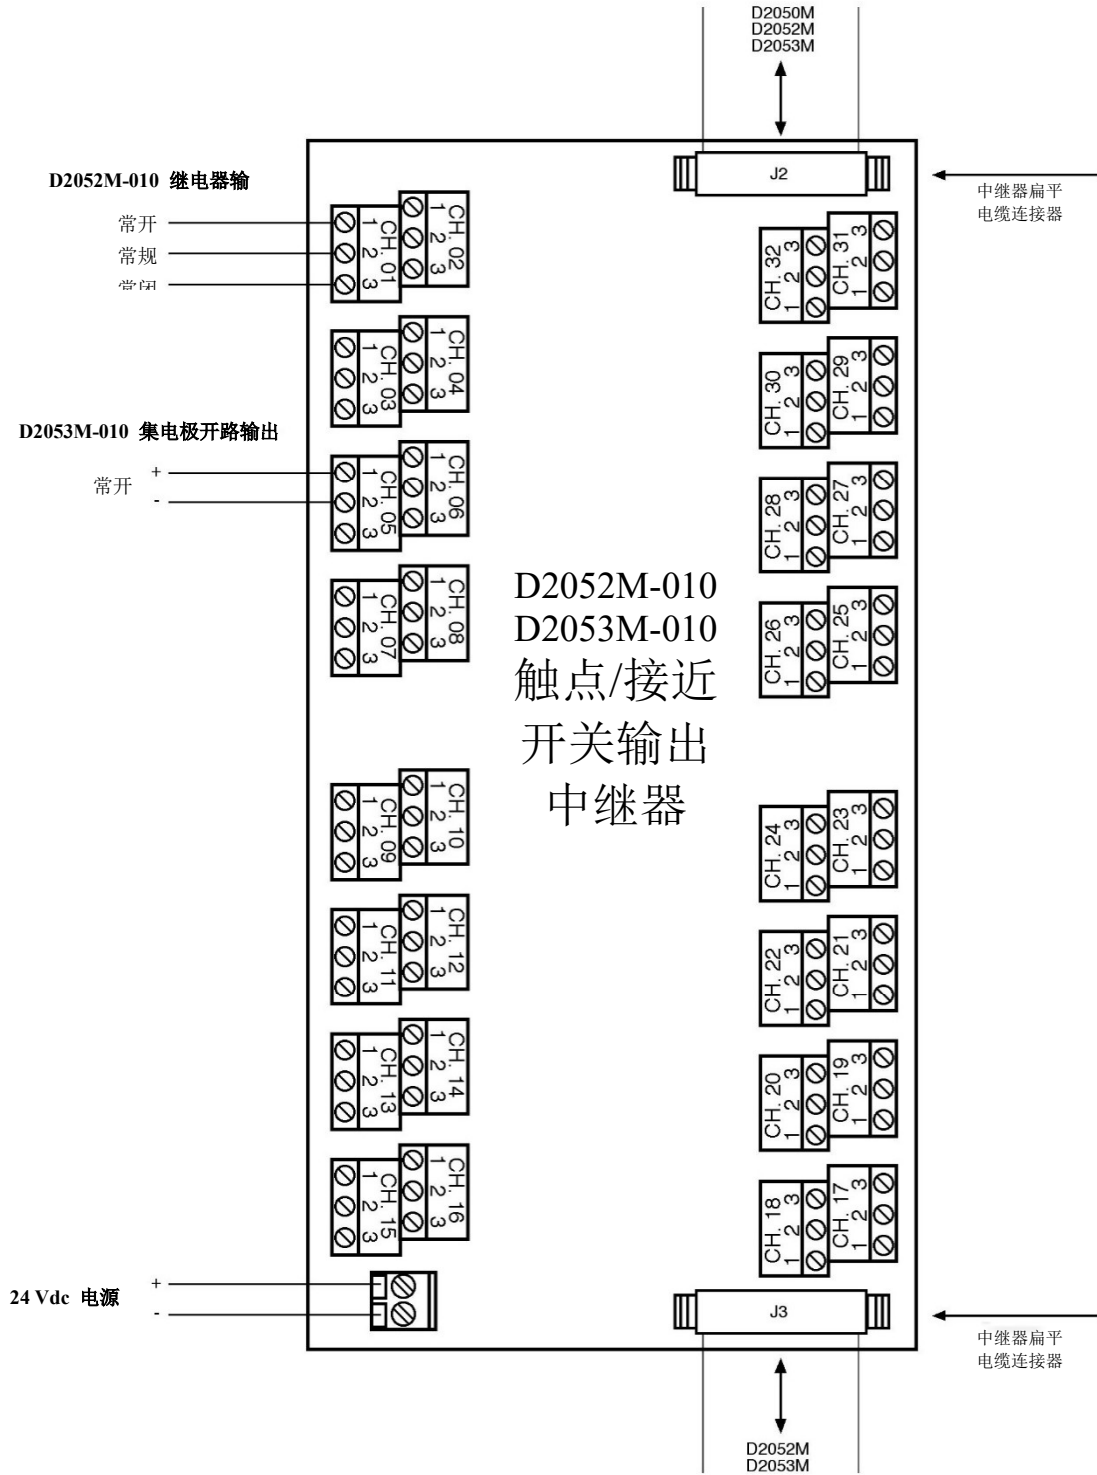 D2050M
D2052M
D2053M
J2
中继器扁平
电缆连接器
D2052M-010 继电器输
常开
常规
常闭
1 2 3 CH. 01
1 2 3 CH. 02
1 2 3 CH. 03
1 2 3 CH. 04
D2053M-010 集电极开路输出
+
常开
-
1 2 3 CH. 05
1 2 3 CH. 06
1 2 3 CH. 07
1 2 3 CH. 08
1 2 3 CH. 09
1 2 3 CH. 10
1 2 3 CH. 11
1 2 3 CH. 12
1 2 3 CH. 13
1 2 3 CH. 14
1 2 3 CH. 15
1 2 3 CH. 16
D2052M-010
D2053M-010
触点/接近
开关输出
中继器
CH. 32 1 2 3
CH. 31 1 2 3
CH. 30 1 2 3
CH. 29 1 2 3
CH. 28 1 2 3
CH. 27 1 2 3
CH. 26 1 2 3
CH. 25 1 2 3
CH. 24 1 2 3
CH. 23 1 2 3
CH. 22 1 2 3
CH. 21 1 2 3
CH. 20 1 2 3
CH. 19 1 2 3
CH. 18 1 2 3
CH. 17 1 2 3
+
24 Vdc 电源
-
J3
中继器扁平
电缆连接器
D2052M
D2053M